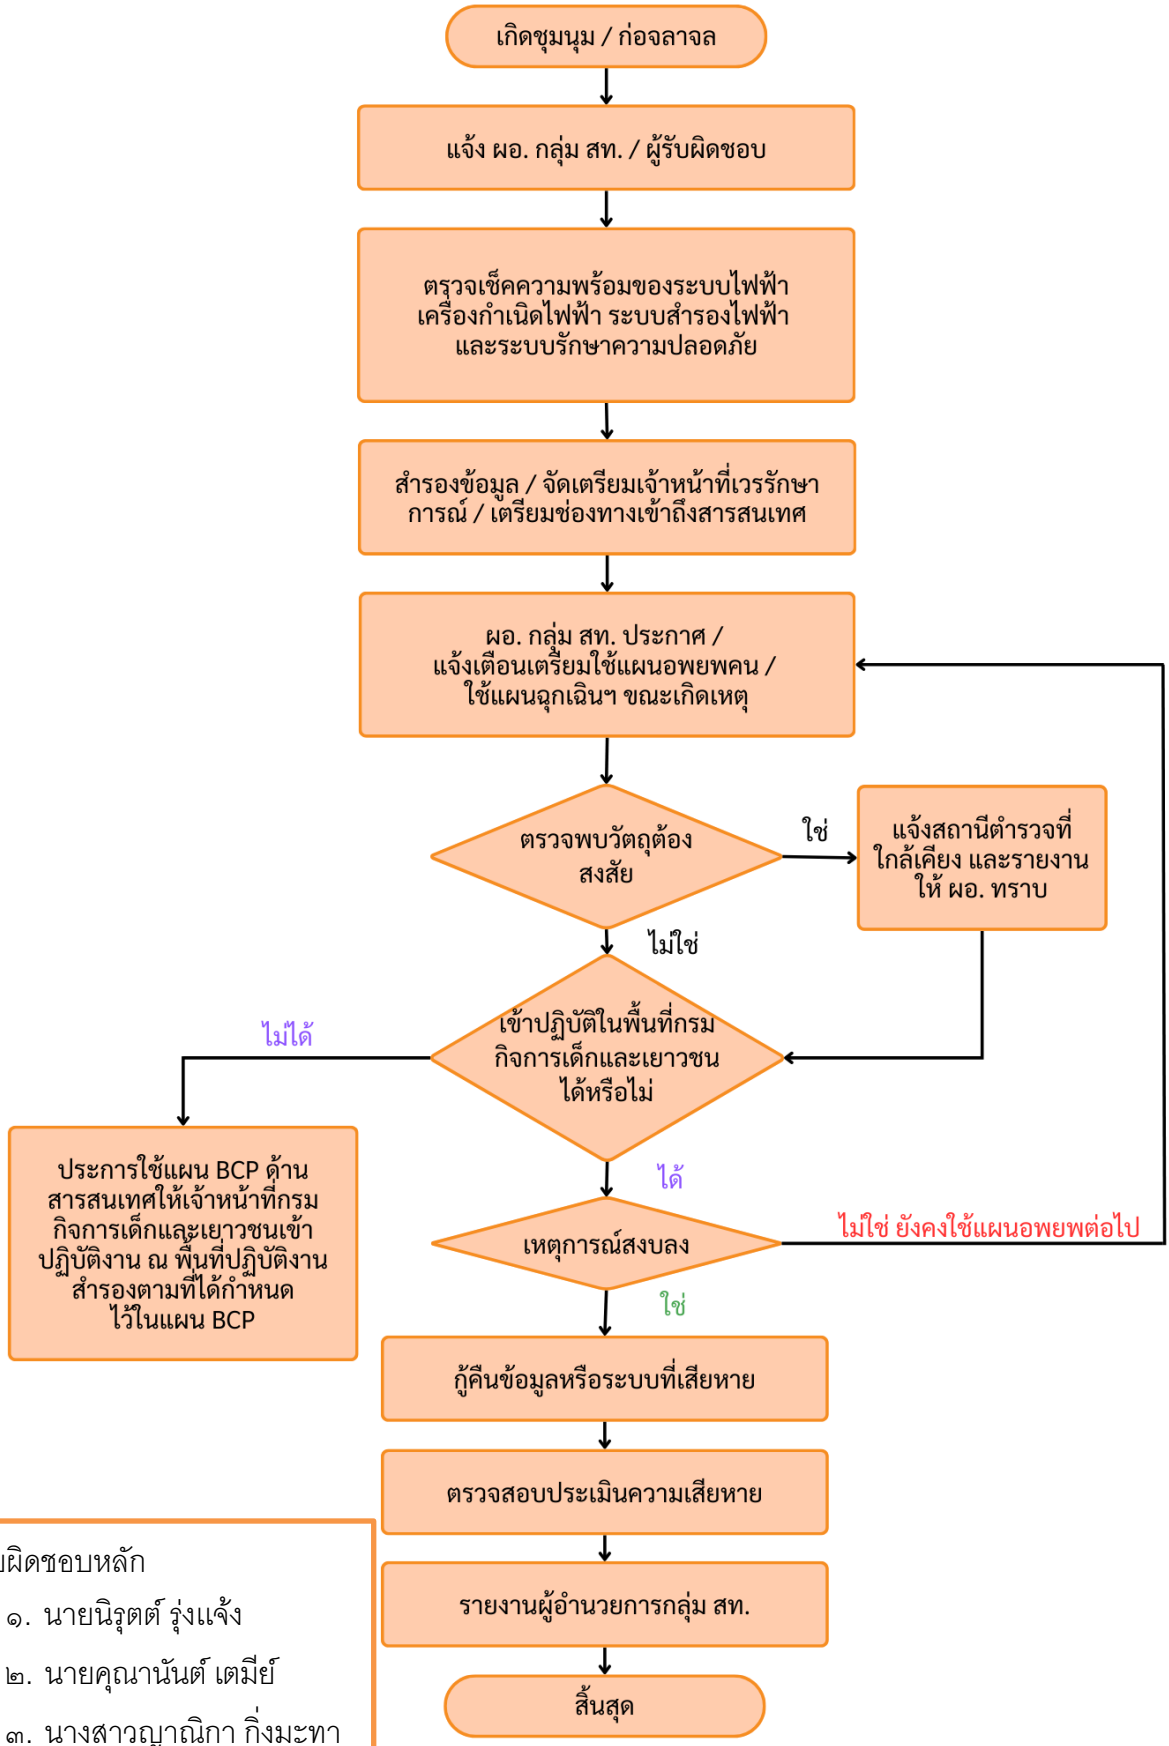 เกิดชุมนุม / ก่อจลาจล
แจ้ง ผอ. กลุ่ม สท. / ผู้รับผิดชอบ
ตรวจเช็คความพร้อมของระบบไฟฟ้า
เครื่องกำเนิดไฟฟ้า ระบบสำรองไฟฟ้า
และระบบรักษาความปลอดภัย
สำรองข้อมูล / จัดเตรียมเจ้าหน้าที่เวรรักษา
การณ์ / เตรียมช่องทางเข้าถึงสารสนเทศ
ผอ. กลุ่ม สท. ประกาศ /
แจ้งเตือนเตรียมใช้แผนอพยพคน /
ใช้แผนฉุกเฉินฯ ขณะเกิดเหตุ
ตรวจพบวัตถุต้อง
สงสัย
ใช่
แจ้งสถานีตำรวจที่
ใกล้เคียง และรายงาน
ให้ ผอ. ทราบ
ไม่ใช่
เข้าปฏิบัติในพื้นที่กรม
กิจการเด็กและเยาวชน
ได้หรือไม่
ไม่ได้
ประการใช้แผน BCP ด้าน
สารสนเทศให้เจ้าหน้าที่กรม
กิจการเด็กและเยาวชนเข้า
ปฏิบัติงาน ณ พื้นที่ปฏิบัติงาน
สำรองตามที่ได้กำหนด
ไว้ในแผน BCP
ได้
เหตุการณ์สงบลง
ไม่ใช่ ยังคงใช้แผนอพยพต่อไป
ใช่
กู้คืนข้อมูลหรือระบบที่เสียหาย
ตรวจสอบประเมินความเสียหาย
รายงานผู้อำนวยการกลุ่ม สท.
สิ้นสุด
บผิดชอบหลัก
๑. นายนิรุตต์ รุ่งแจ้ง
๒. นายคุณานันต์ เตมีย์
๓. นางสาวญาณิกา กิ่งมะทา